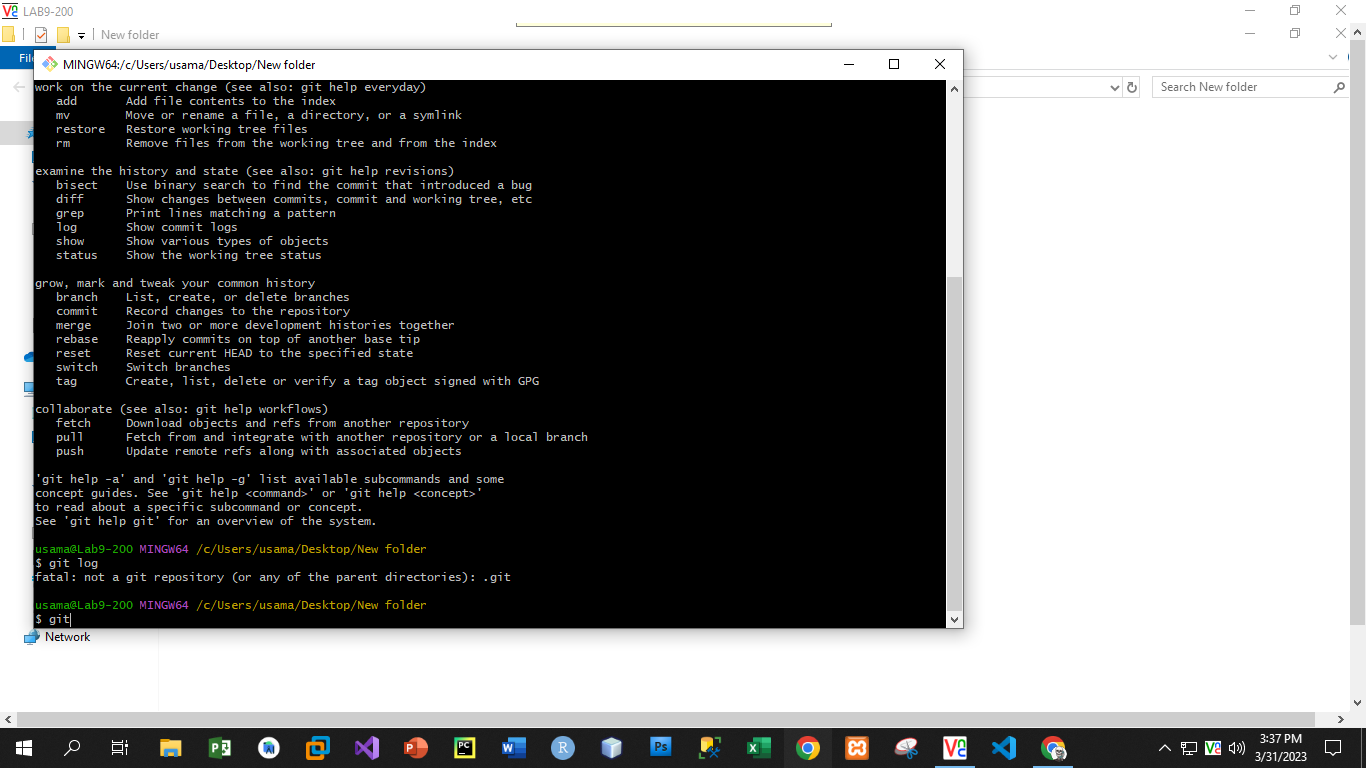 LAB9-200
New folder
Fil
MINGW64:/c/Users/usama/Desktop/New folder
Search New folder
work on the current change (see also: git help everyday)
add Add file contents to the index
mv Move or rename a file, a directory, or a symlink
restore Restore working tree files
rm Remove files from the working tree and from the index
examine the history and state (see also: git help revisions)
bisect Use binary search to find the commit that introduced a bug
diff Show changes between commits, commit and working tree, etc
grep Print lines matching a pattern
log Show commit logs
show Show various types of objects
status Show the working tree status
grow, mark and tweak your common history
branch List, create, or delete branches
commit Record changes to the repository
merge Join two or more development histories together
rebase Reapply commits on top of another base tip
reset Reset current HEAD to the specified state
switch Switch branches
tag Create, list, delete or verify a tag object signed with GPG
collaborate (see also: git help workflows)
fetch Download objects and refs from another repository
pull Fetch from and integrate with another repository or a local branch
push Update remote refs along with associated objects
'git help -a' and 'git help -g' list available subcommands and some
concept guides. See 'git help <command>' or 'git help <concept>'
to read about a specific subcommand or concept.
See 'git help git' for an overview of the system.
usama@Lab9-200 MINGW64 /c/Users/usama/Desktop/New folder
$ git log
fatal: not a git repository (or any of the parent directories): .git
usama@Lab9-200 MINGW64 /c/Users/usama/Desktop/New folder
$ git
Network
3:37 PM
3/31/2023